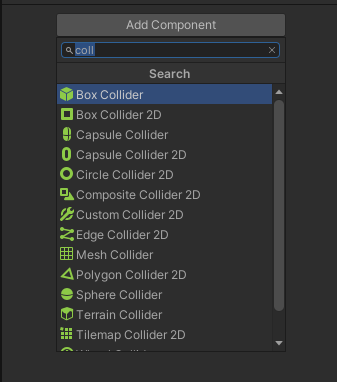 Add Component
coll
Search
Box Collider
Box Collider 2D
Capsule Collider
Capsule Collider 2D
Circle Collider 2D
Composite Collider 2D
Custom Collider 2D
Edge Collider 2D
Mesh Collider
Polygon Collider 2D
Sphere Collider
Terrain Collider
Tilemap Collider 2D
Wheel Collider